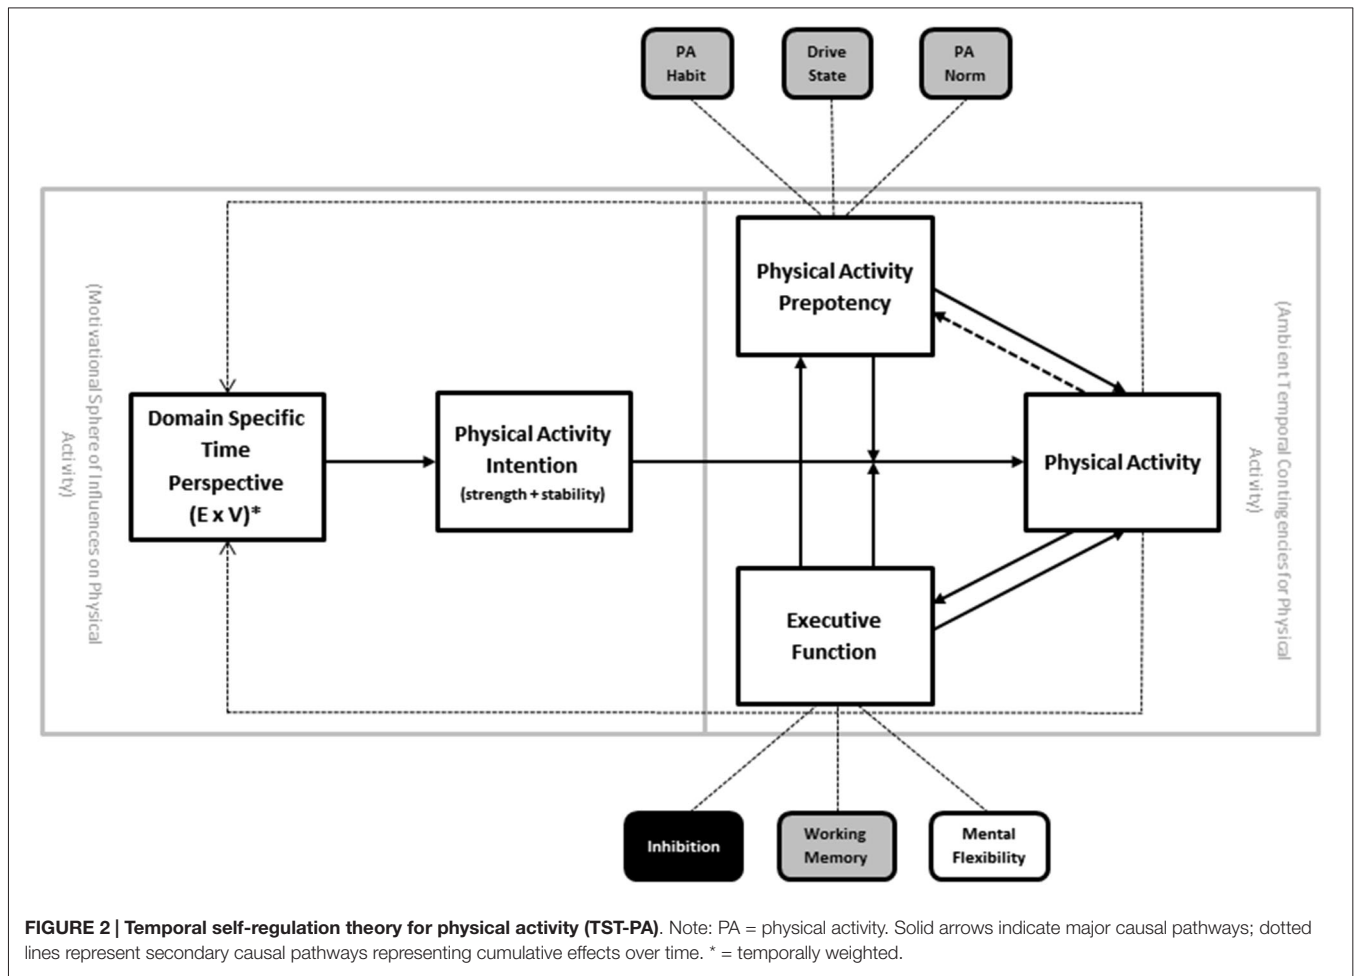 PA
Habit
Drive
State
PA
Norm
(Motivational Sphere of Influences on Physical
Activity)
Domain Specific
Time
Perspective
(E x V)*
Physical Activity
Intention
(strength + stability)
Physical Activity
Prepotency
Executive
Function
Physical Activity
(Ambient Temporal Contingencies for Physical
Activity)
Inhibition
Working
Memory
Mental
Flexibility
FIGURE 2 | Temporal self-regulation theory for physical activity (TST-PA). Note: PA = physical activity. Solid arrows indicate major causal pathways; dotted
lines represent secondary causal pathways representing cumulative effects over time. * = temporally weighted.